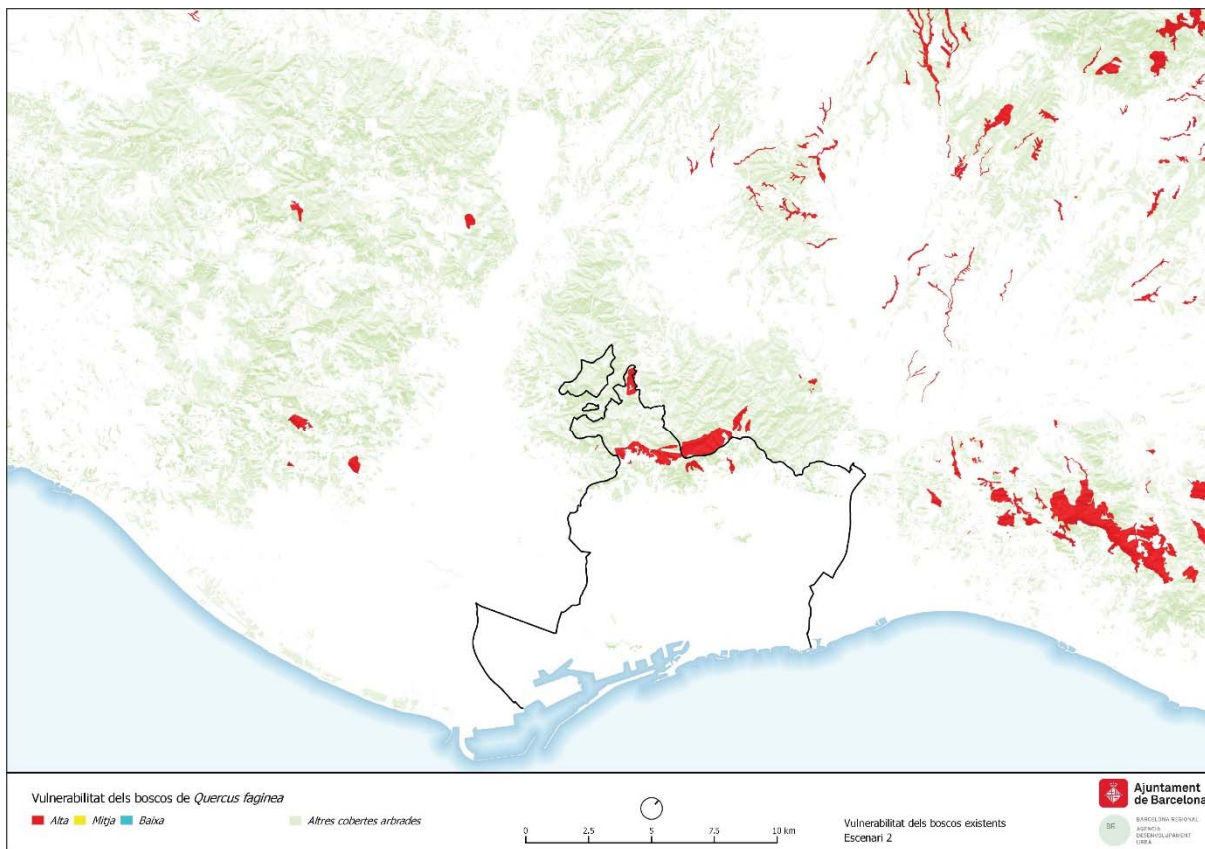 Vulnerabilitat dels boscos de Quercus faginea
Alta Mitja Baixa Altres cobertes arbrades
0 2.5 5 7.5 10 km
Vulnerabilitat dels boscos existents
Escenari 2
Ajuntament
de Barcelona
BR
BARCELONA REGIONAL
AGÈNCIA
DESENVOLUPAMENT
URBÀ